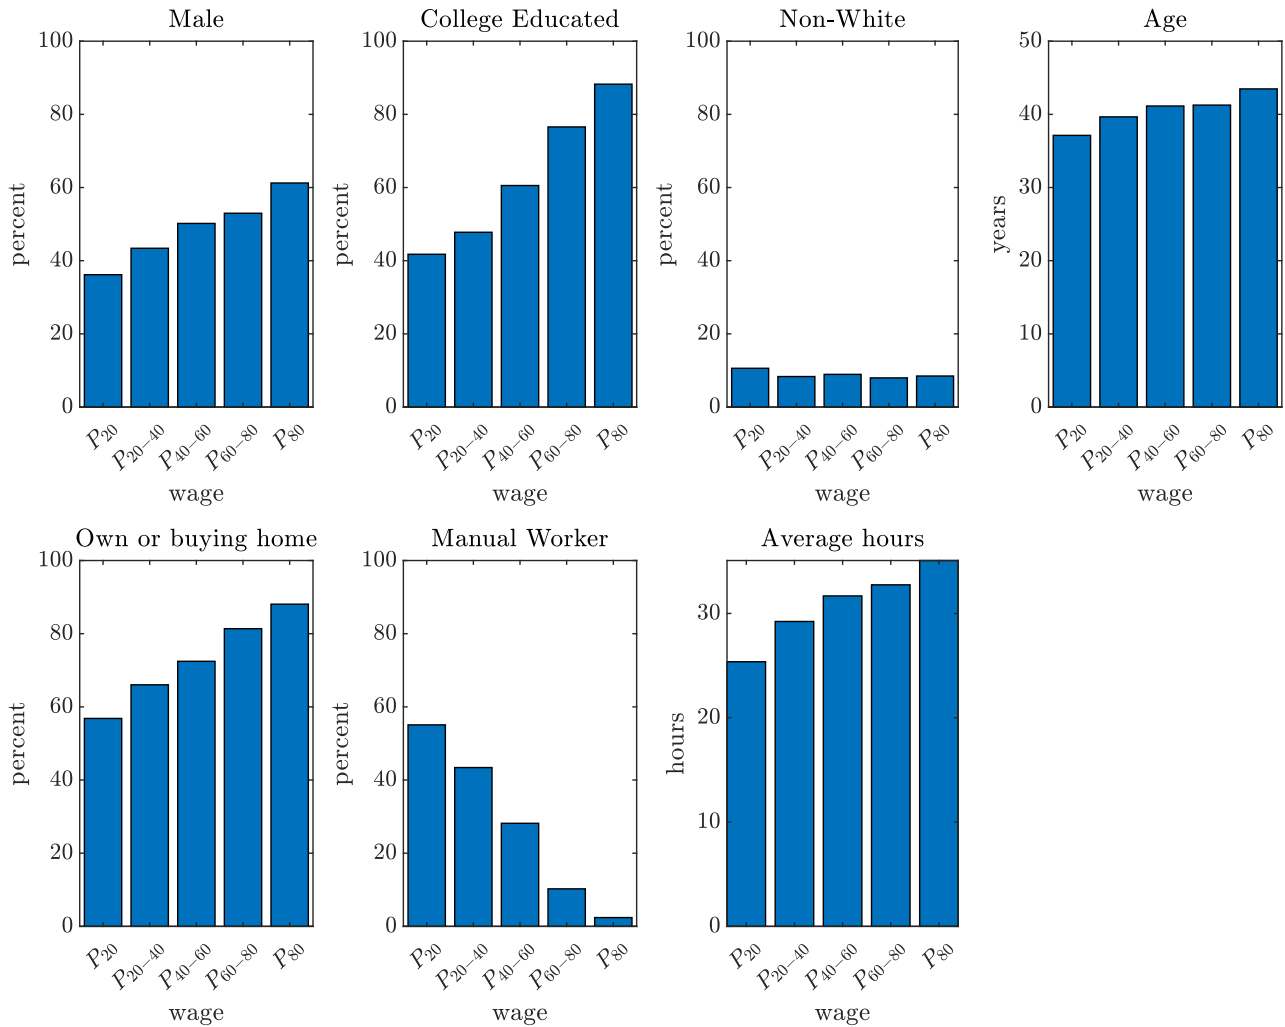 Male
College Educated
Non-White
Age
100
80
60
40
20
0
percent
P20
P20−40
P40−60
P60−80
P80
wage
100
80
60
40
20
0
percent
P20
P20−40
P40−60
P60−80
P80
wage
100
80
60
40
20
0
percent
P20
P20−40
P40−60
P60−80
P80
wage
50
40
30
20
10
0
years
P20
P20−40
P40−60
P60−80
P80
wage
Own or buying home
Manual Worker
Average hours
100
80
60
40
20
0
percent
P20
P20−40
P40−60
P60−80
P80
wage
100
80
60
40
20
0
percent
P20
P20−40
P40−60
P60−80
P80
wage
30
20
10
0
hours
P20
P20−40
P40−60
P60−80
P80
wage